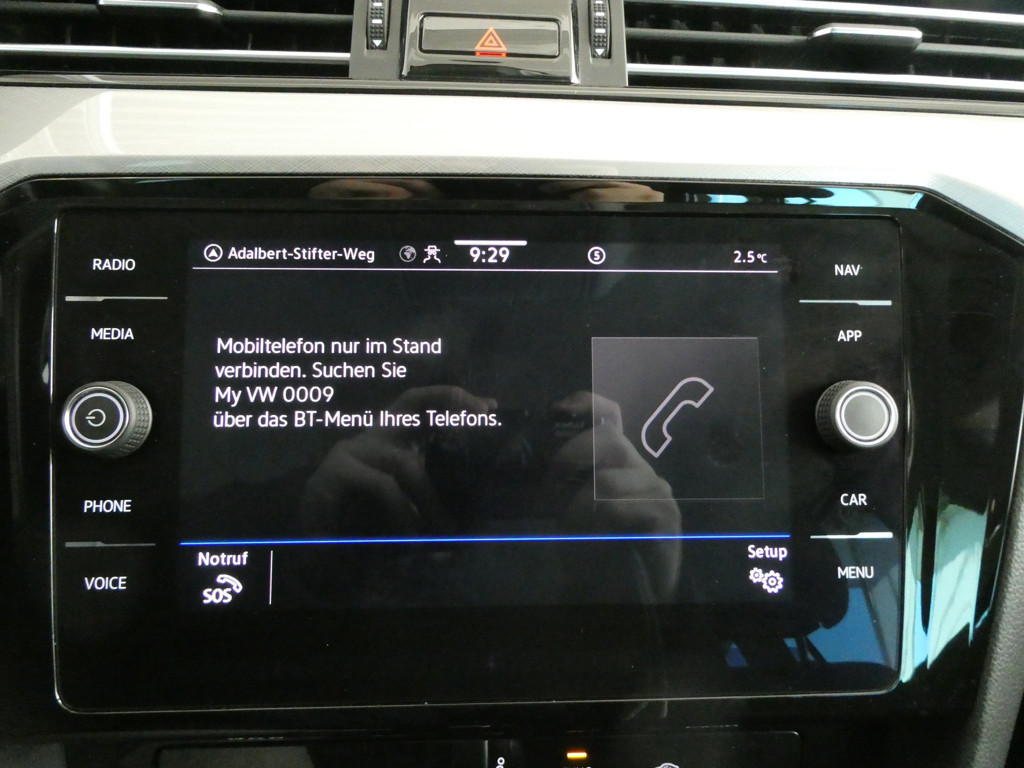 RADIO
MEDIA
PHONE
VOICE
Adalbert-Stifter-Weg
9:29
5
2.5°C
Mobiltelefon nur im Stand
verbinden. Suchen Sie
My VW 0009
über das BT-Menü Ihres Telefons.
Notruf
SOS
Setup
NAV
APP
CAR
MENU